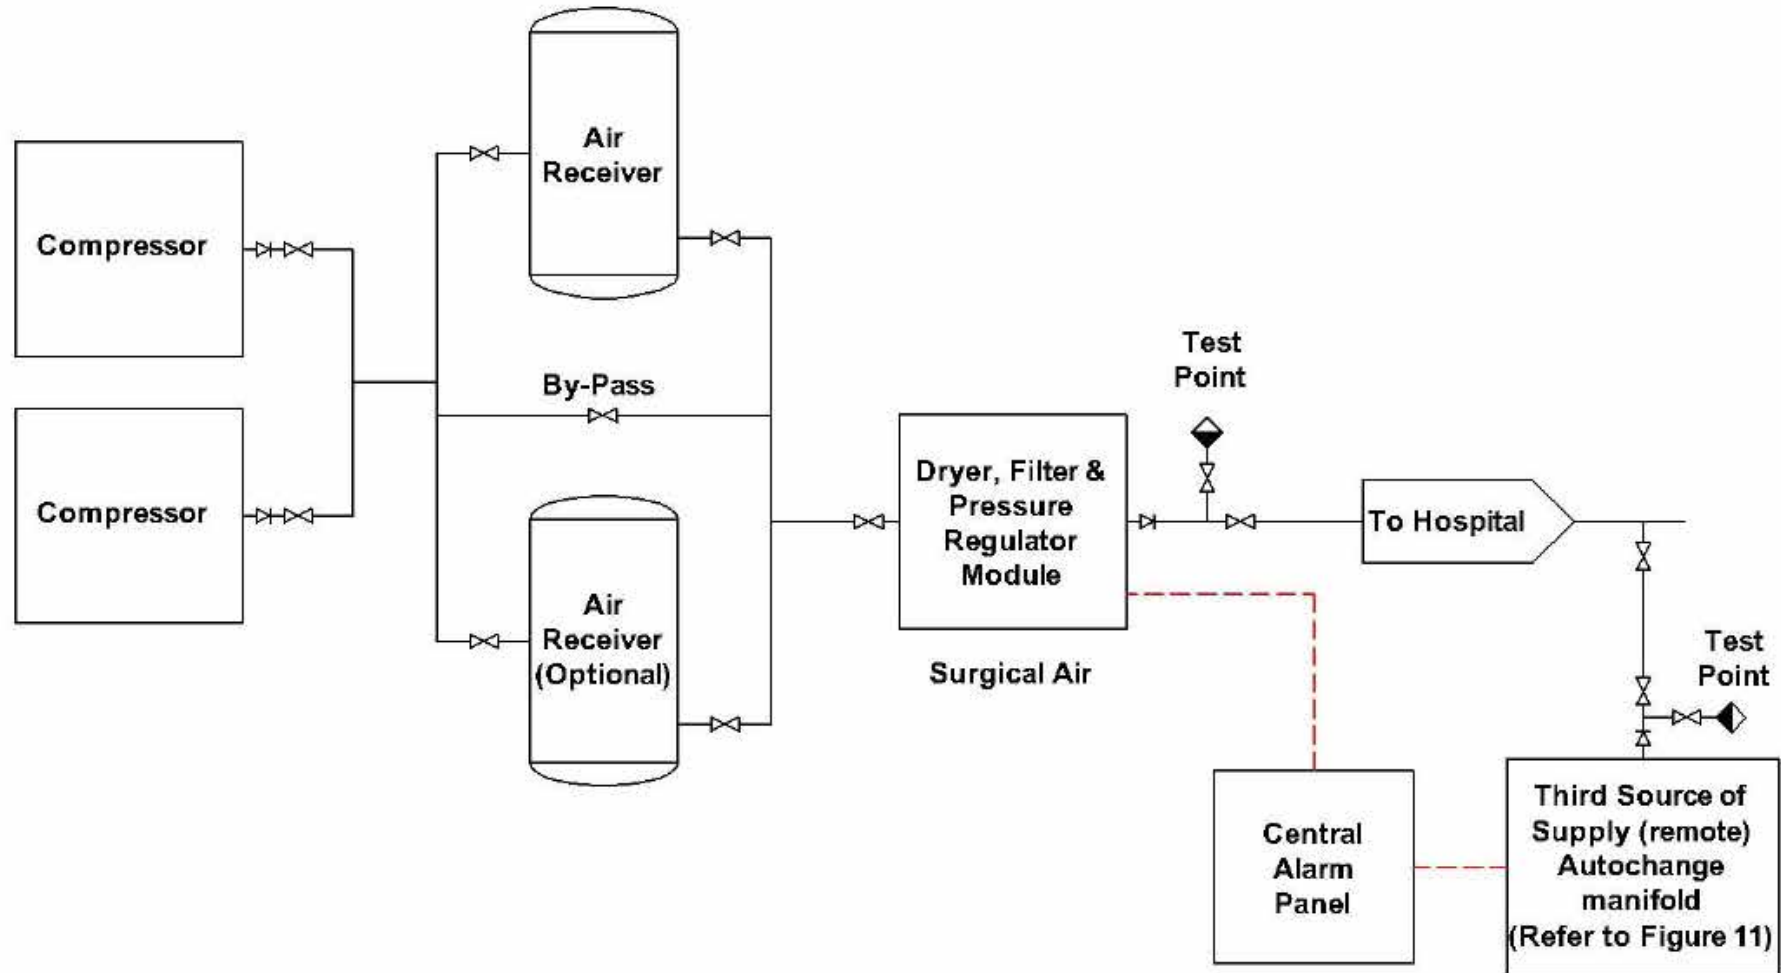 Air
Receiver
Compressor
By-Pass
Test
Point
Compressor
Dryer, Filter &
Pressure
Regulator
Module
To Hospital
Air
Receiver
(Optional)
Surgical Air
Test
Point
Central
Alarm
Panel
Third Source of
Supply (remote)
Autochange
manifold
(Refer to Figure 11)